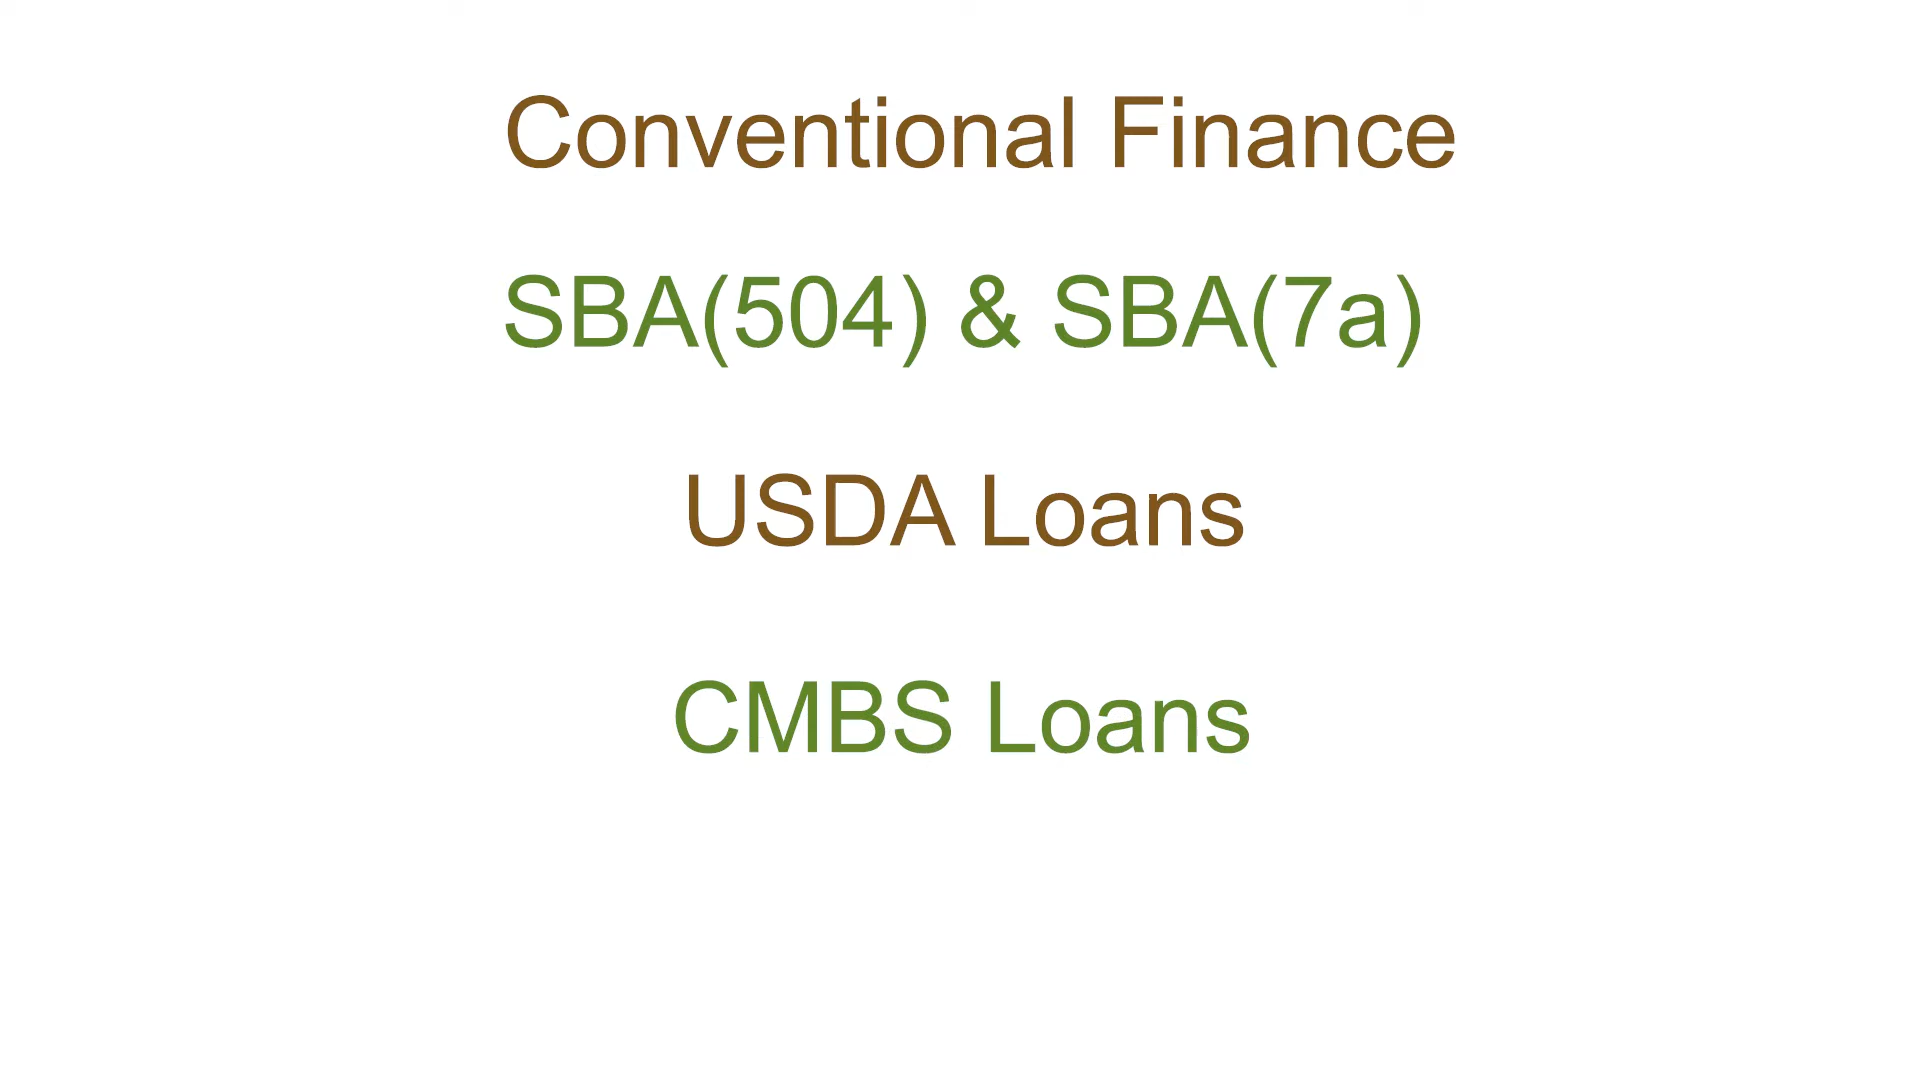 Conventional Finance
SBA(504) & SBA(7a)
USDA Loans
CMBS Loans